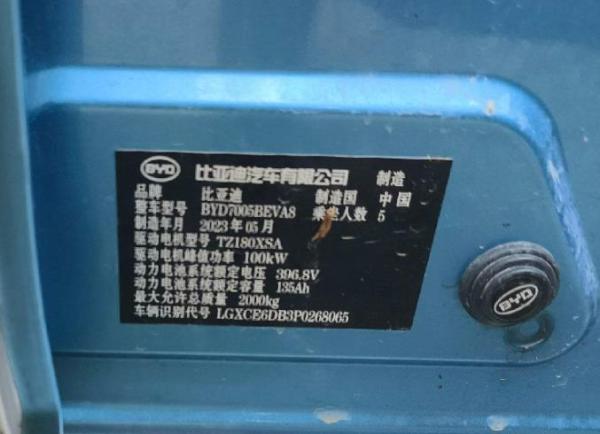 BYD 比亚迪汽车有限公司 制造
品牌 比亚迪 制造国 中国
整车型号 BYD7005BEVA8 乘坐人数 5
制造年月 2023年05月
驱动电机型号 TZ180XSA
驱动电机峰值功率 100kW
动力电池系统额定电压 396.8V
动力电池系统额定容量 135Ah
最大允许总质量 2000kg
车辆识别代号 LGXCE6DB3P0268065
BYD